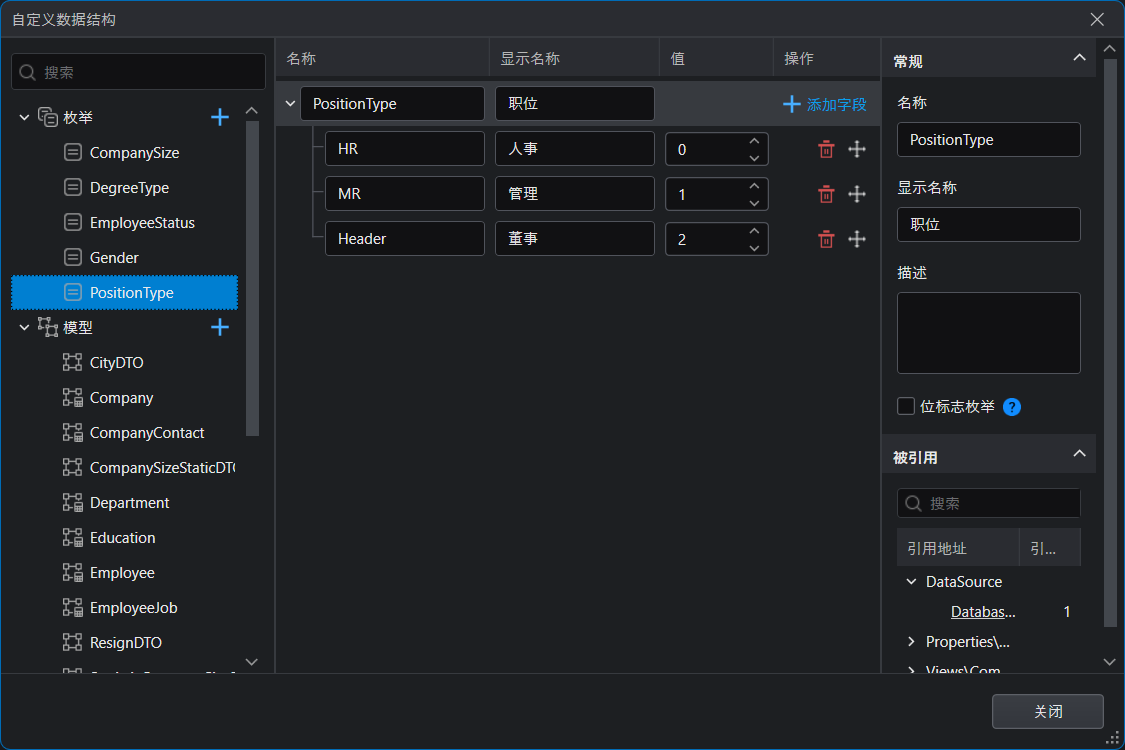 自定义数据结构
搜索
枚举
CompanySize
DegreeType
EmployeeStatus
Gender
PositionType
模型
CityDTO
Company
CompanyContact
CompanySizeStaticDT
Department
Education
Employee
EmployeeJob
ResignDTO
名称 显示名称 值 操作
PositionType 职位 添加字段
HR 人事 0
MR 管理 1
Header 董事 2
常规
名称
PositionType
显示名称
职位
描述
位标志枚举 ?
被引用
搜索
引用地址 引...
DataSource
Databas... 1
Properties\...
Views\Com
关闭